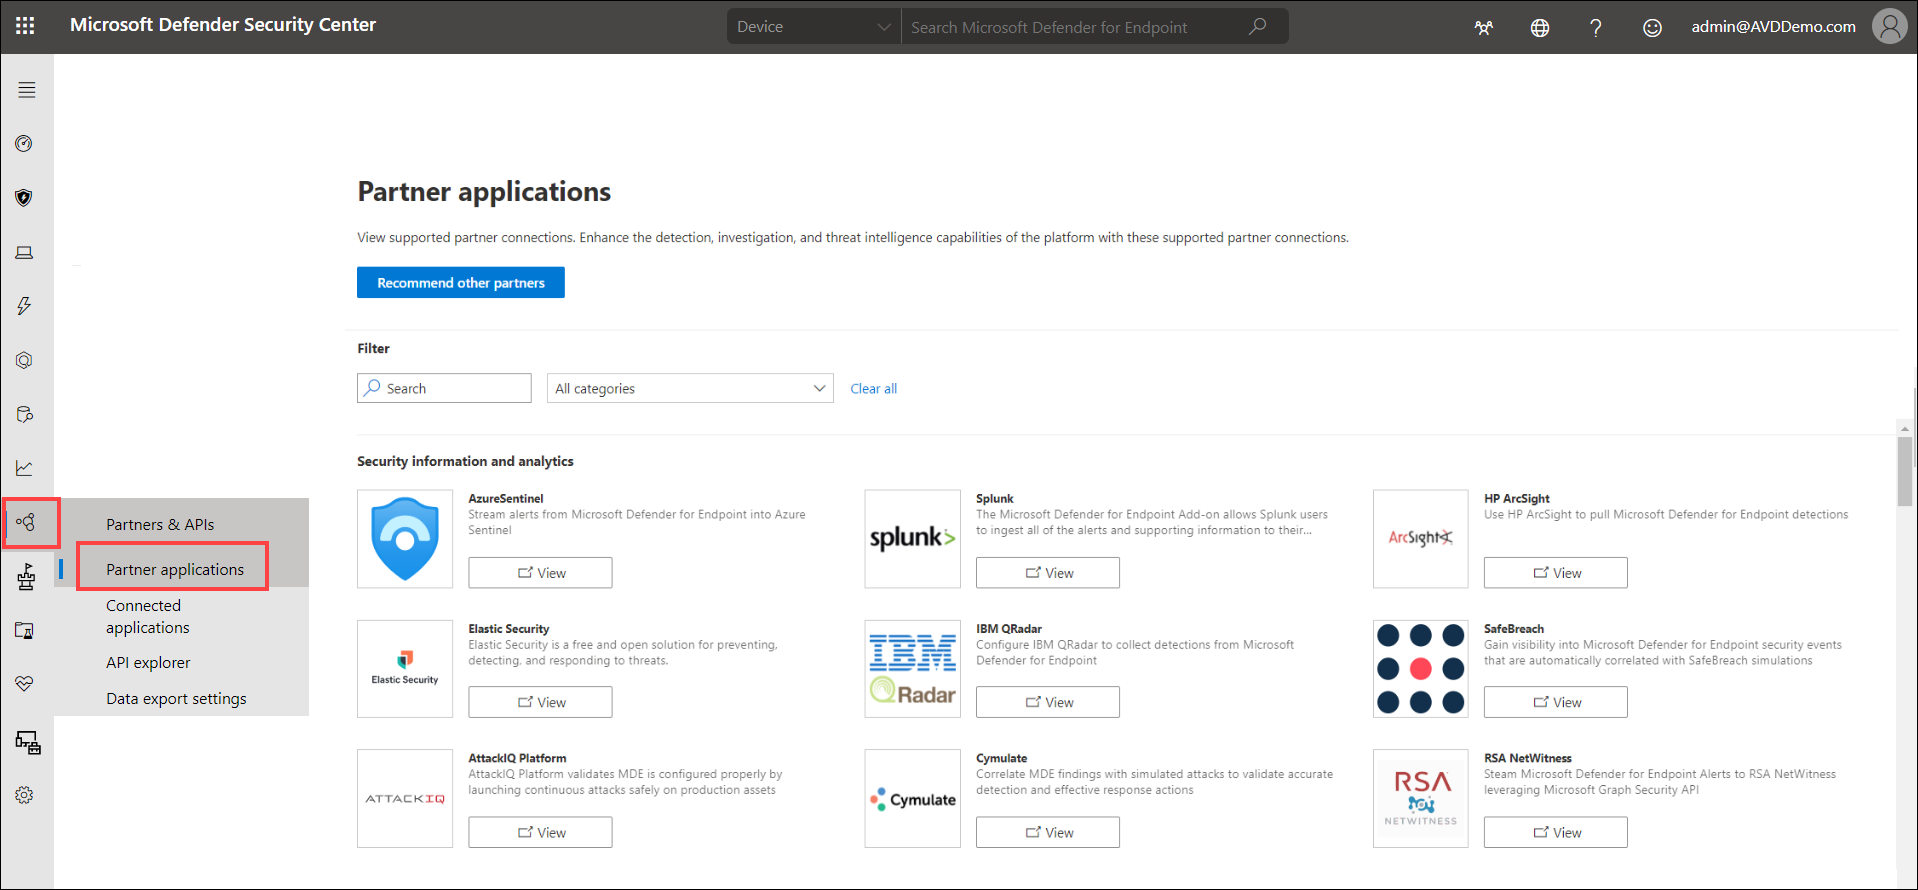 Microsoft Defender Security Center
Device
Search Microsoft Defender for Endpoint
?
admin@AVDDemo.com
Partner applications
View supported partner connections. Enhance the detection, investigation, and threat intelligence capabilities of the platform with these supported partner connections.
Recommend other partners
Filter
Search
All categories
Clear all
Security information and analytics
AzureSentinel
Stream alerts from Microsoft Defender for Endpoint into Azure
Sentinel
View
splunk>
Splunk
The Microsoft Defender for Endpoint Add-on allows Splunk users
to ingest all of the alerts and supporting information to their...
View
ArcSight
HP ArcSight
Use HP ArcSight to pull Microsoft Defender for Endpoint detections
View
Partners & APIs
Partner applications
Connected
applications
API explorer
Data export settings
Elastic Security
Elastic Security
Elastic Security is a free and open solution for preventing,
detecting, and responding to threats.
View
IBM
QRadar
IBM QRadar
Configure IBM QRadar to collect detections from Microsoft
Defender for Endpoint
View
SafeBreach
Gain visibility into Microsoft Defender for Endpoint security events
that are automatically correlated with SafeBreach simulations
View
ATTACKIQ
AttackIQ Platform
AttackIQ Platform validates MDE is configured properly by
launching continuous attacks safely on production assets
View
Cymulate
Cymulate
Correlate MDE findings with simulated attacks to validate accurate
detection and effective response actions
View
RSA
NETWITNESS
RSA NetWitness
Steam Microsoft Defender for Endpoint Alerts to RSA NetWitness
leveraging Microsoft Graph Security API
View